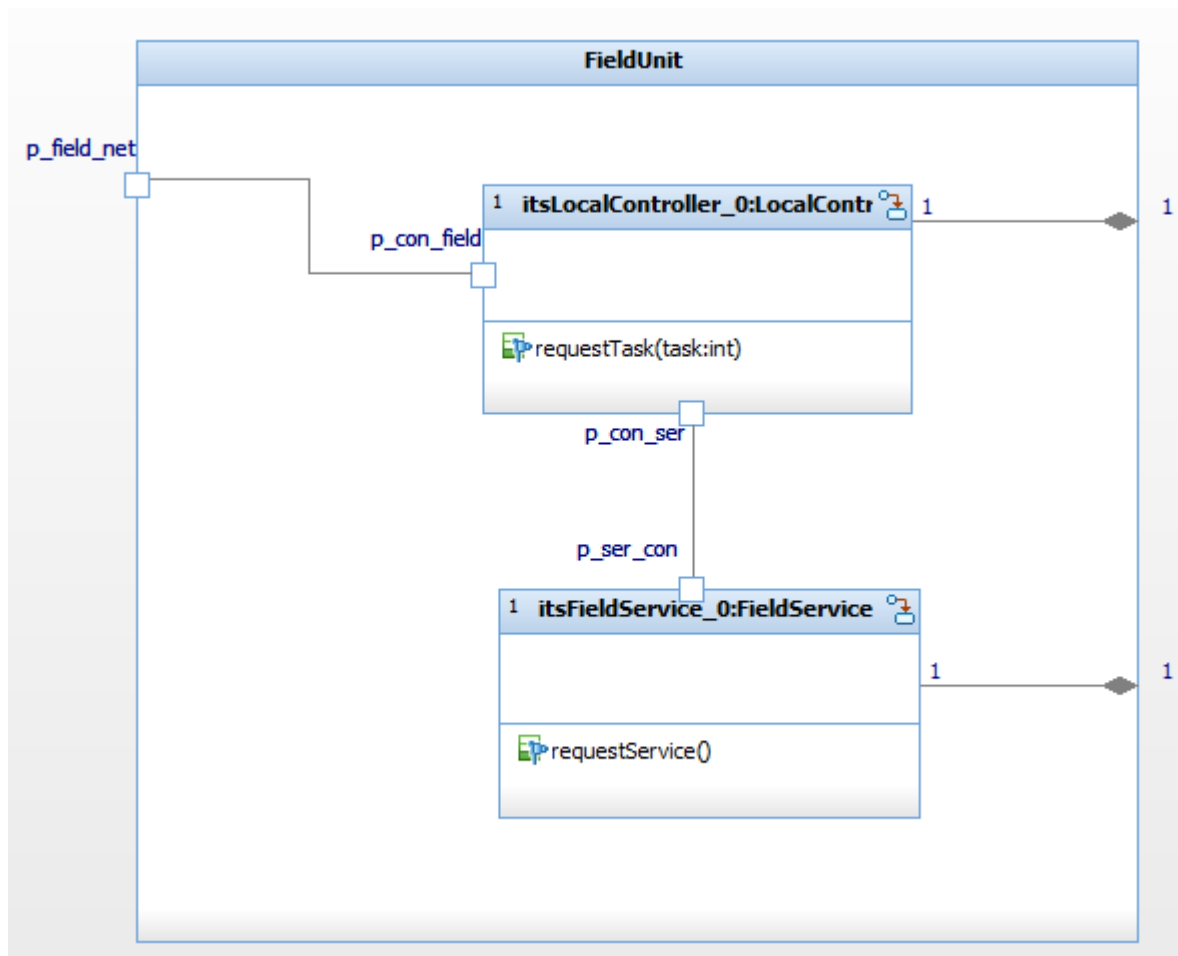 FieldUnit
p_field_net
1 itsLocalController_0:LocalContr
1
1
p_con_field
requestTask(task:int)
p_con_ser
p_ser_con
1 itsFieldService_0:FieldService
1
1
requestService()